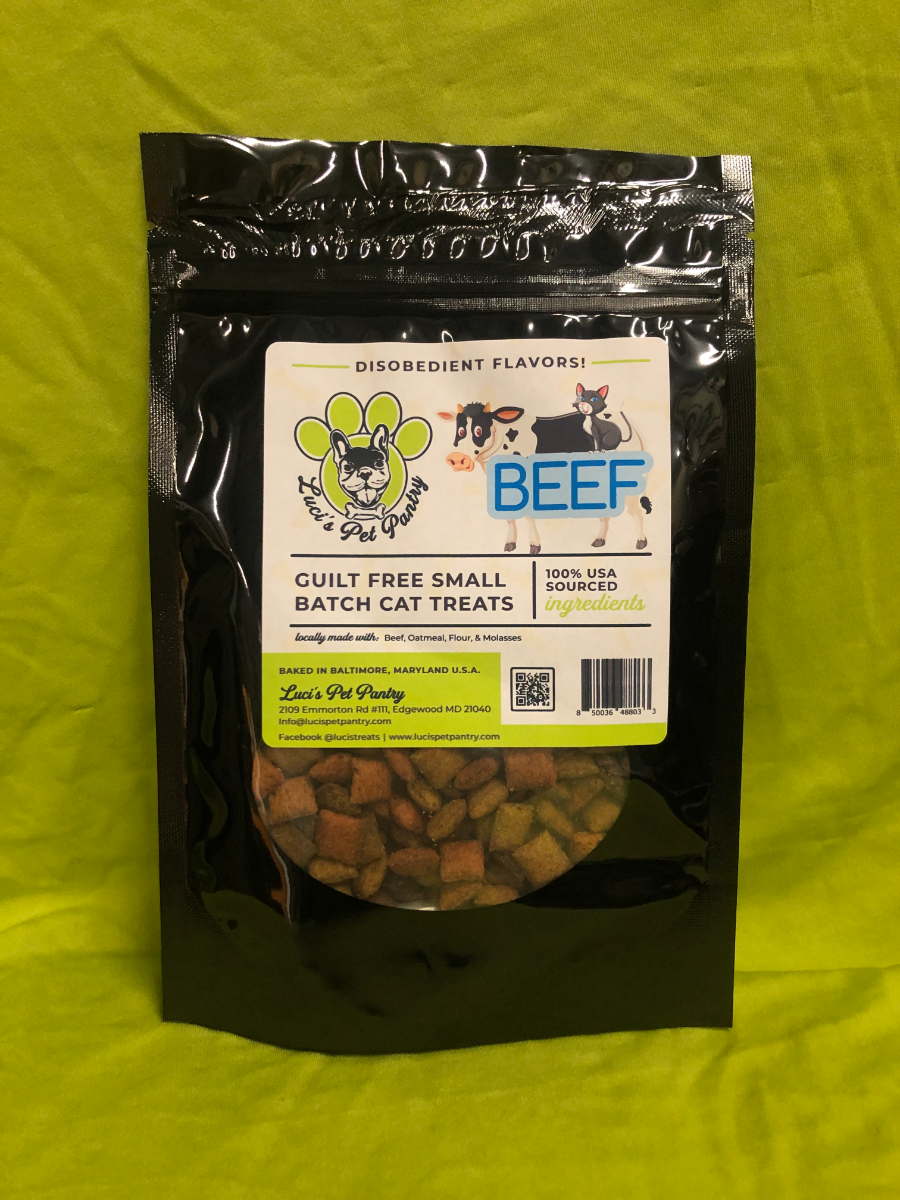 DISOBEDIENT FLAVORS!
Luci's Pet Pantry
BEEF
GUILT FREE SMALL
BATCH CAT TREATS
100% USA
SOURCED
ingredients
locally made with: Beef, Oatmeal, Flour, & Molasses
BAKED IN BALTIMORE, MARYLAND U.S.A.
Luci's Pet Pantry
2109 Emmorton Rd #111, Edgewood MD 21040
Info@lucispetpantry.com
Facebook @lucistreats | www.lucispetpantry.com
8 50036 48803 3